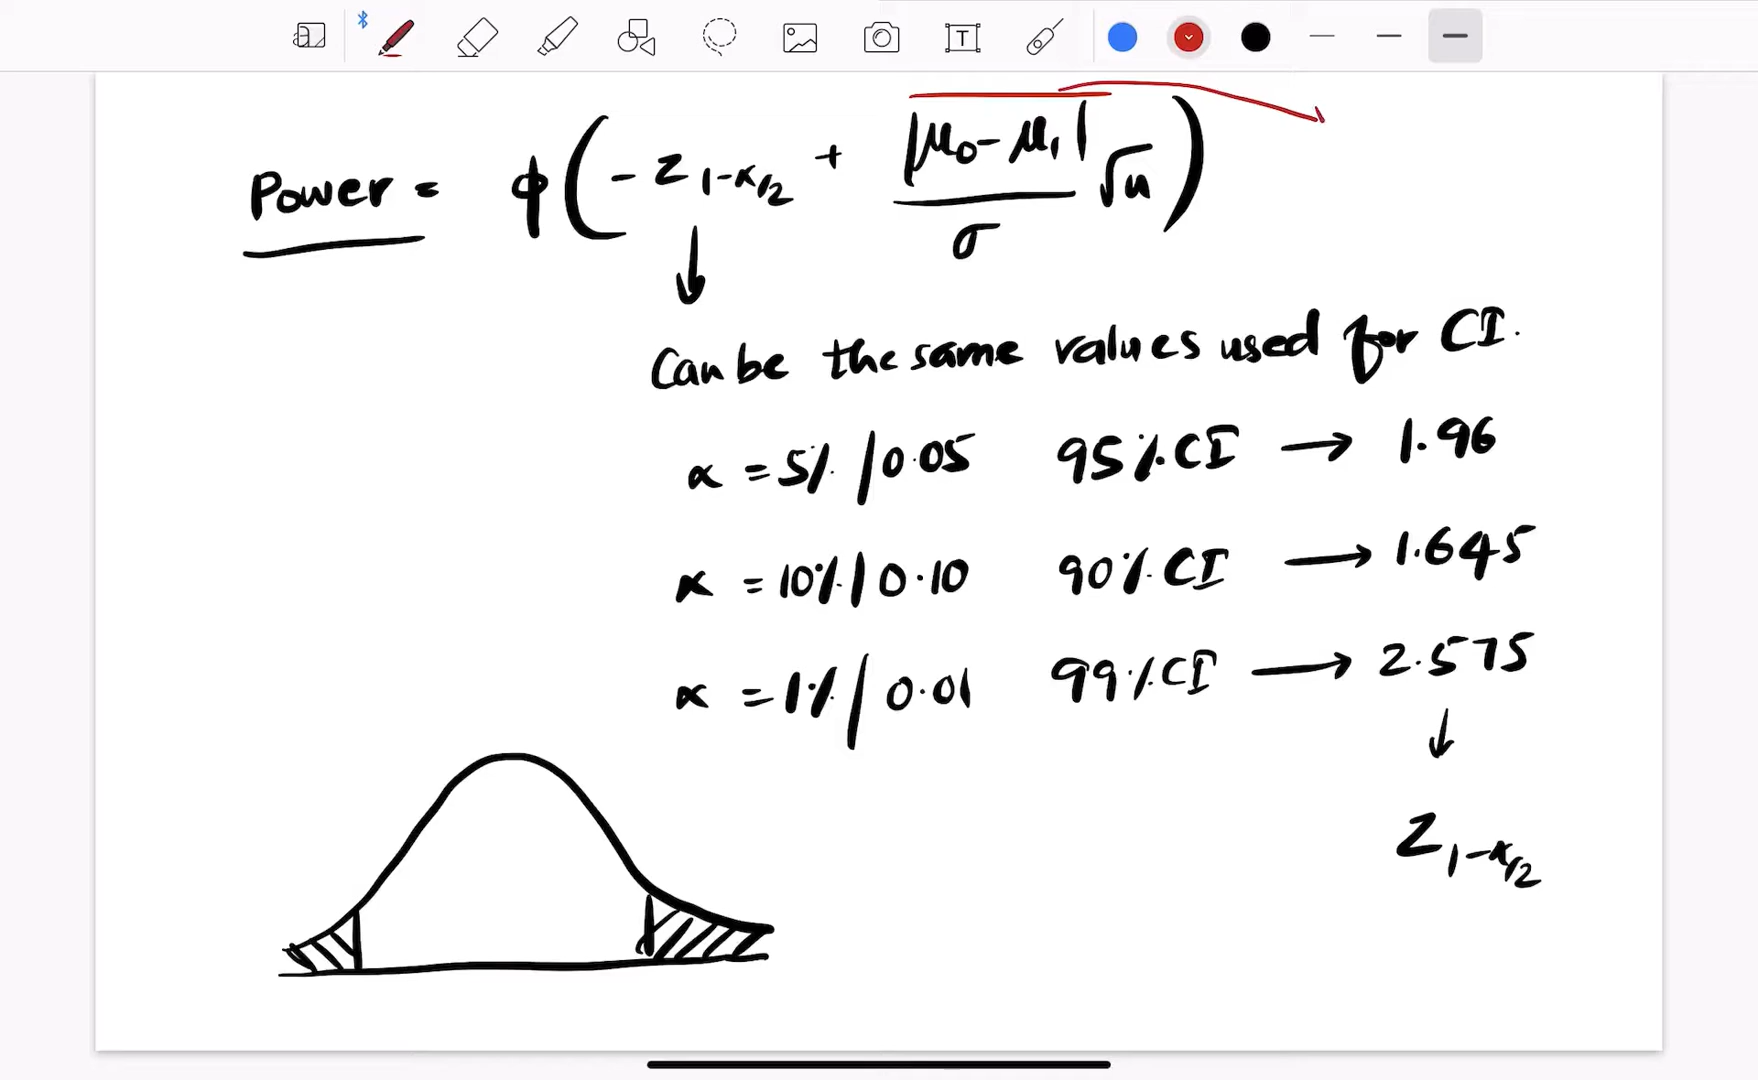 Power = ϕ(-z₁₋α/₂ + |μ₀-μ₁|/σ √n)
Can be the same values used for CI.
α = 5% / 0.05 95% CI → 1.96
α = 10% / 0.10 90% CI → 1.645
α = 1% / 0.01 99% CI → 2.575
↓
Z₁₋α/₂